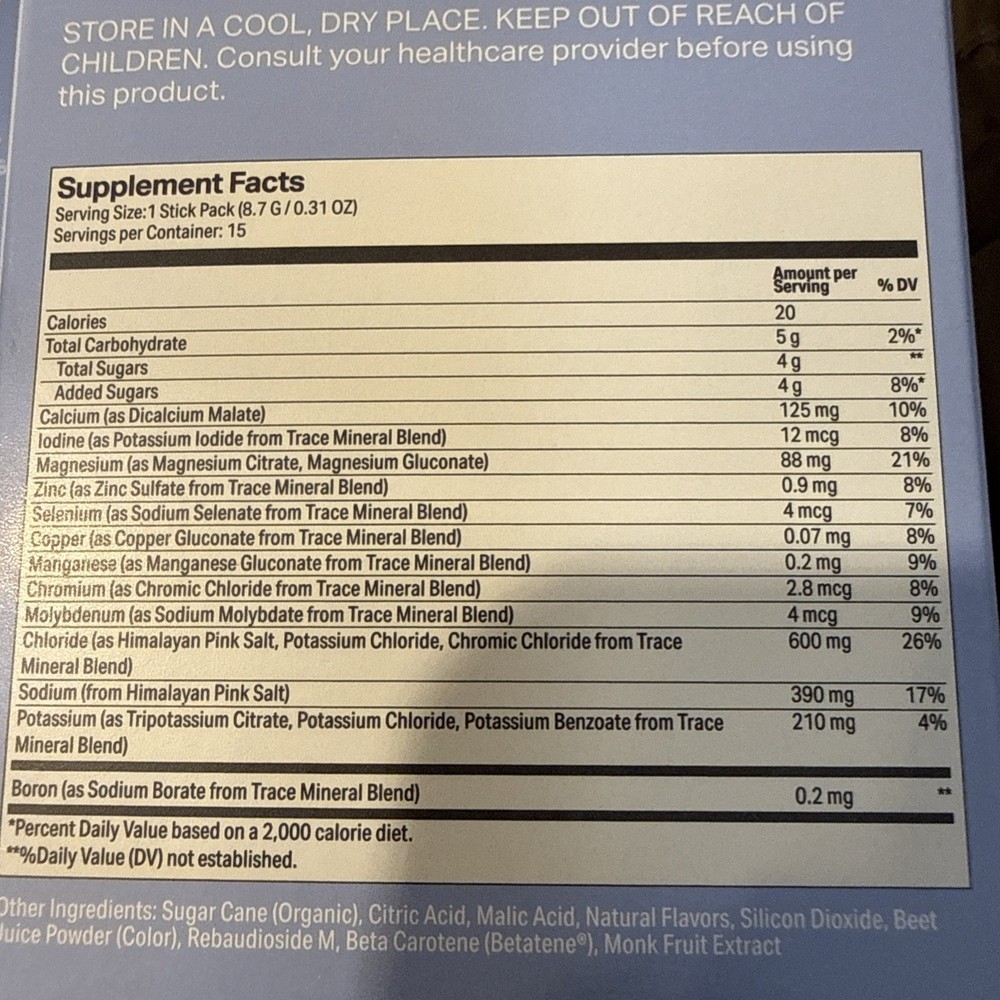 STORE IN A COOL, DRY PLACE. KEEP OUT OF REACH OF
CHILDREN. Consult your healthcare provider before using
this product.
Supplement Facts
Serving Size:1 Stick Pack (8.7 G / 0.31 OZ)
Servings per Container: 15
Amount per Serving % DV
Calories 20
Total Carbohydrate 5 g 2%*
Total Sugars 4 g **
Added Sugars 4 g 8%*
Calcium (as Dicalcium Malate) 125 mg 10%
Iodine (as Potassium Iodide from Trace Mineral Blend) 12 mcg 8%
Magnesium (as Magnesium Citrate, Magnesium Gluconate) 88 mg 21%
Zinc (as Zinc Sulfate from Trace Mineral Blend) 0.9 mg 8%
Selenium (as Sodium Selenate from Trace Mineral Blend) 4 mcg 7%
Copper (as Copper Gluconate from Trace Mineral Blend) 0.07 mg 8%
Manganese (as Manganese Gluconate from Trace Mineral Blend) 0.2 mg 9%
Chromium (as Chromic Chloride from Trace Mineral Blend) 2.8 mcg 8%
Molybdenum (as Sodium Molybdate from Trace Mineral Blend) 4 mcg 9%
Chloride (as Himalayan Pink Salt, Potassium Chloride, Chromic Chloride from Trace 600 mg 26%
Mineral Blend)
Sodium (from Himalayan Pink Salt) 390 mg 17%
Potassium (as Tripotassium Citrate, Potassium Chloride, Potassium Benzoate from Trace 210 mg 4%
Mineral Blend)
Boron (as Sodium Borate from Trace Mineral Blend) 0.2 mg **
*Percent Daily Value based on a 2,000 calorie diet.
**%Daily Value (DV) not established.
Other Ingredients: Sugar Cane (Organic), Citric Acid, Malic Acid, Natural Flavors, Silicon Dioxide, Beet
Juice Powder (Color), Rebaudioside M, Beta Carotene (Betatene®), Monk Fruit Extract